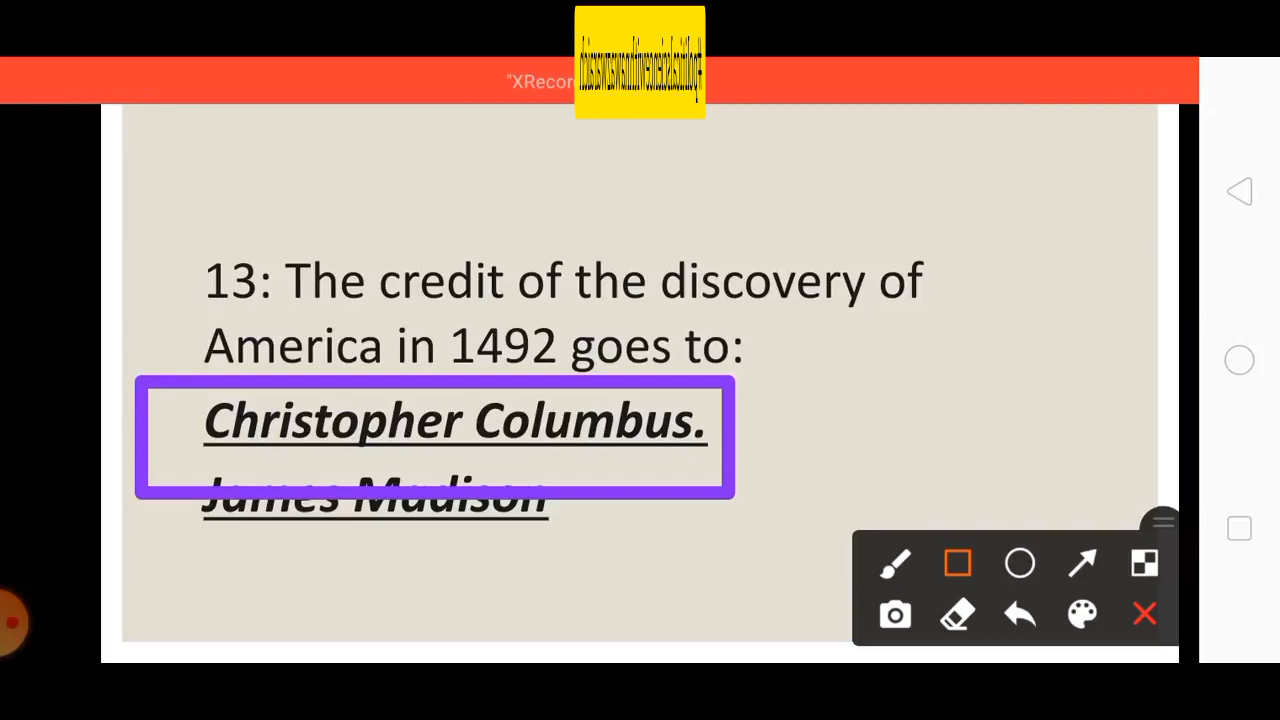 "XRecor
13: The credit of the discovery of
America in 1492 goes to:
Christopher Columbus.
James Madison